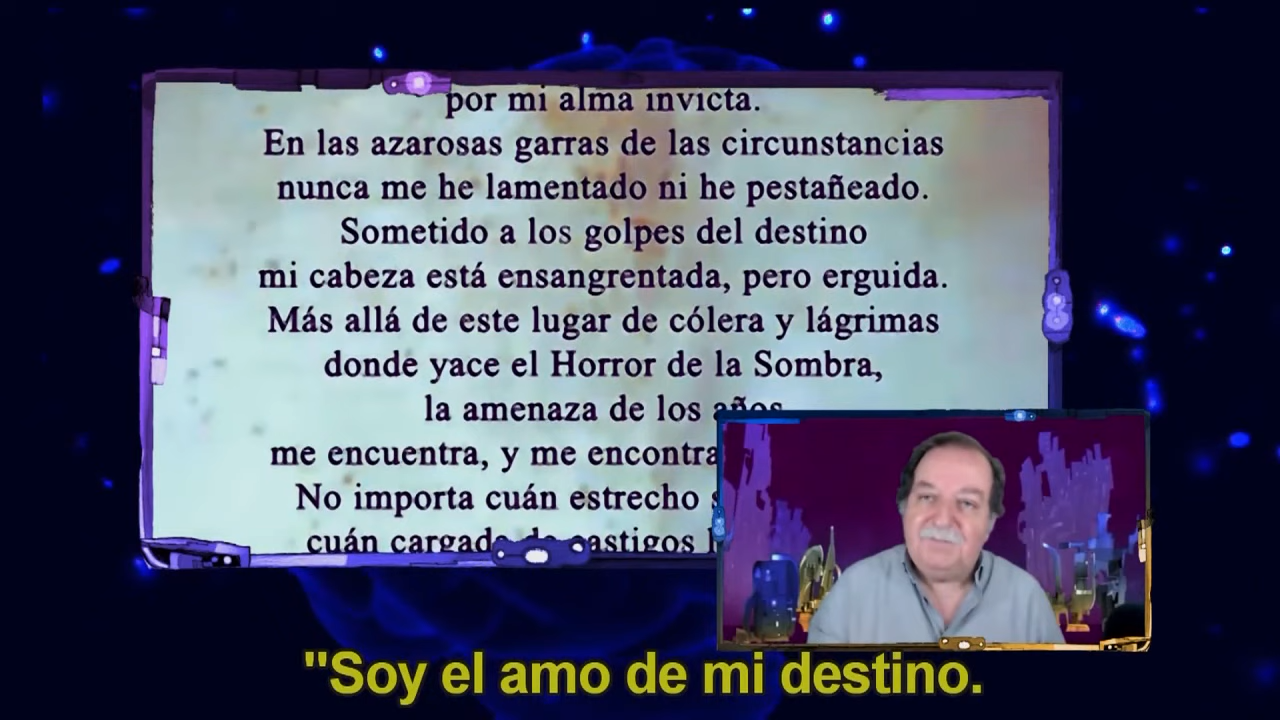 por mi alma invicta.
En las azarosas garras de las circunstancias
nunca me he lamentado ni he pestañeado.
Sometido a los golpes del destino
mi cabeza está ensangrentada, pero erguida.
Más allá de este lugar de cólera y lágrimas
donde yace el Horror de la Sombra,
la amenaza de los años
me encuentra, y me encontra
No importa cuán estrecho
cuán cargado de castigos
"Soy el amo de mi destino.